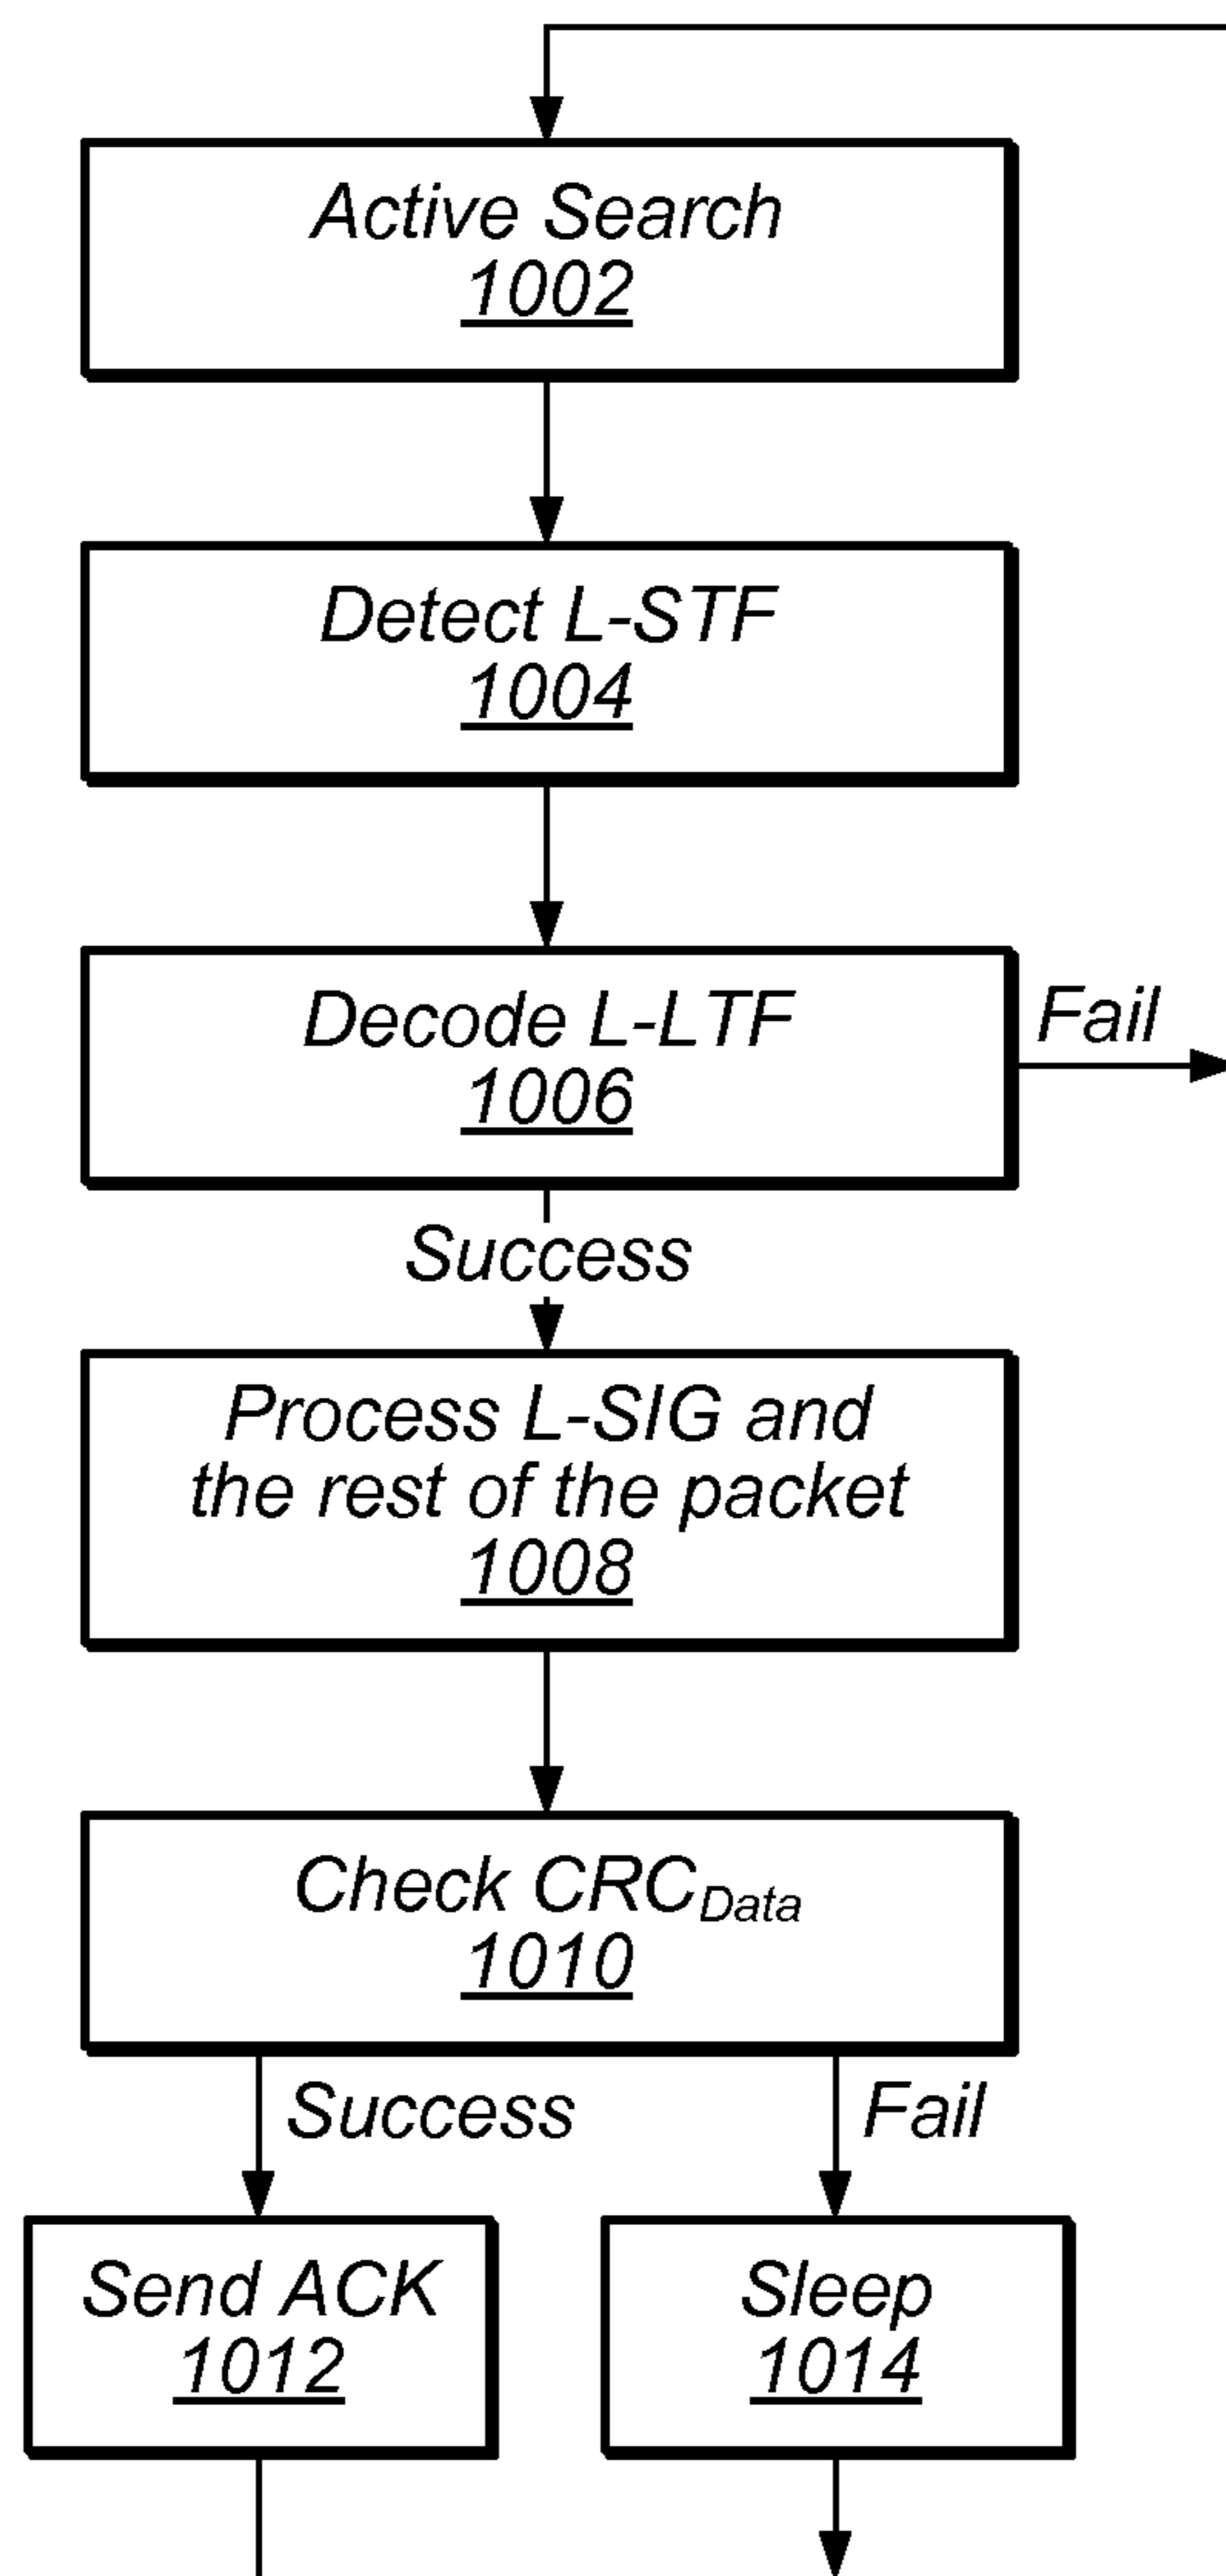 Active Search
1002
Detect L-STF
1004
Decode L-LTF
1006
Fail
Success
Process L-SIG and
the rest of the packet
1008
Check CRCData
1010
Success
Fail
Send ACK
1012
Sleep
1014